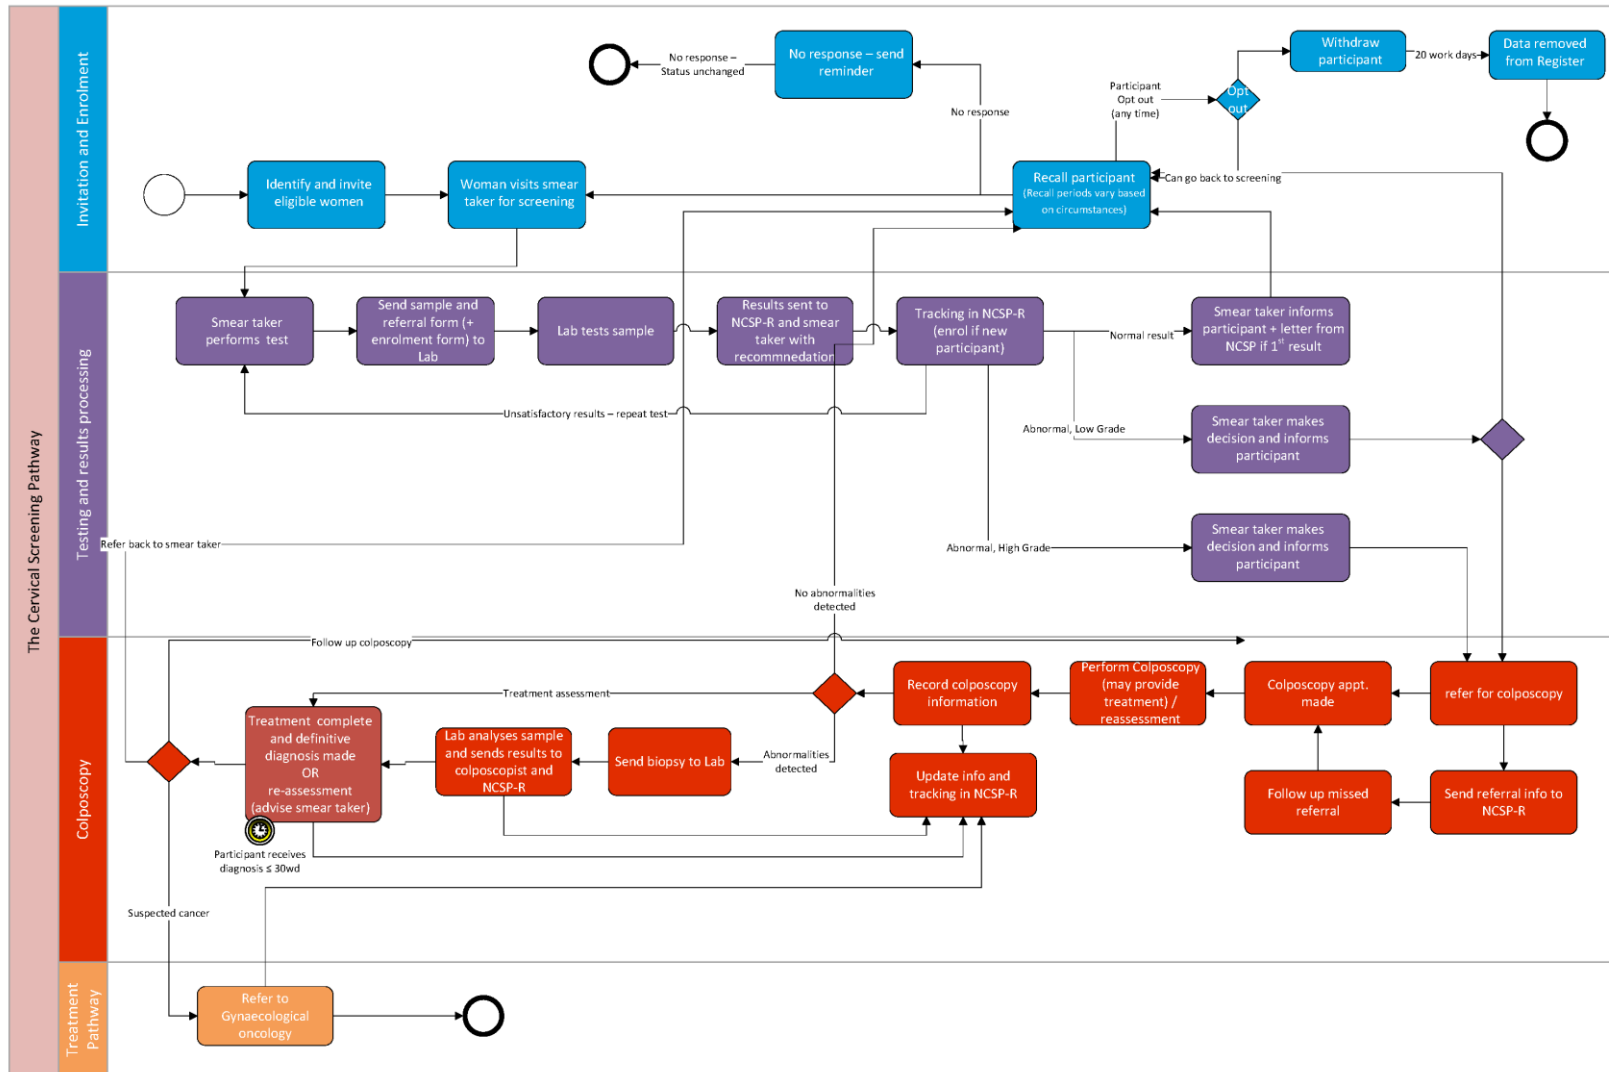 The Cervical Screening Pathway
Invitation and Enrolment
No response –
Status unchanged
No response – send
reminder
No response
Participant
Opt out
(any time)
Opt
out
Withdraw
participant
20 work days
Data removed
from Register
Identify and invite
eligible women
Woman visits smear
taker for screening
Recall participant
(Recall periods vary based
on circumstances)
Can go back to screening
Testing and results processing
Smear taker
performs test
Send sample and
referral form (+
enrolment form) to
Lab
Lab tests sample
Results sent to
NCSP-R and smear
taker with
recommnedation
Tracking in NCSP-R
(enrol if new
participant)
Normal result
Smear taker informs
participant + letter from
NCSP if 1st result
Unsatisfactory results – repeat test
Abnormal, Low Grade
Smear taker makes
decision and informs
participant
Refer back to smear taker
Abnormal, High Grade
Smear taker makes
decision and informs
participant
No abnormalities
detected
Colposcopy
Follow up colposcopy
Treatment assessment
Record colposcopy
information
Perform Colposcopy
(may provide
treatment) /
reassessment
Colposcopy appt.
made
refer for colposcopy
Treatment complete
and definitive
diagnosis made
OR
re-assessment
(advise smear taker)
Lab analyses sample
and sends results to
colposcopist and
NCSP-R
Send biopsy to Lab
Abnormalities
detected
Update info and
tracking in NCSP-R
Follow up missed
referral
Send referral info to
NCSP-R
Participant receives
diagnosis ≤ 30wd
Suspected cancer
Treatment
Pathway
Refer to
Gynaecological
oncology